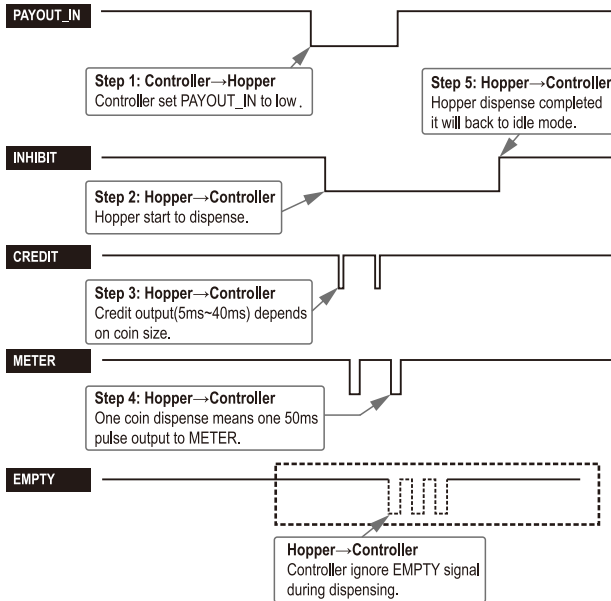 PAYOUT_IN
Step 1: Controller→Hopper
Controller set PAYOUT_IN to low .
Step 5: Hopper→Controller
Hopper dispense completed
it will back to idle mode.
INHIBIT
Step 2: Hopper→Controller
Hopper start to dispense.
CREDIT
Step 3: Hopper→Controller
Credit output(5ms~40ms) depends
on coin size.
METER
Step 4: Hopper→Controller
One coin dispense means one 50ms
pulse output to METER.
EMPTY
Hopper→Controller
Controller ignore EMPTY signal
during dispensing.